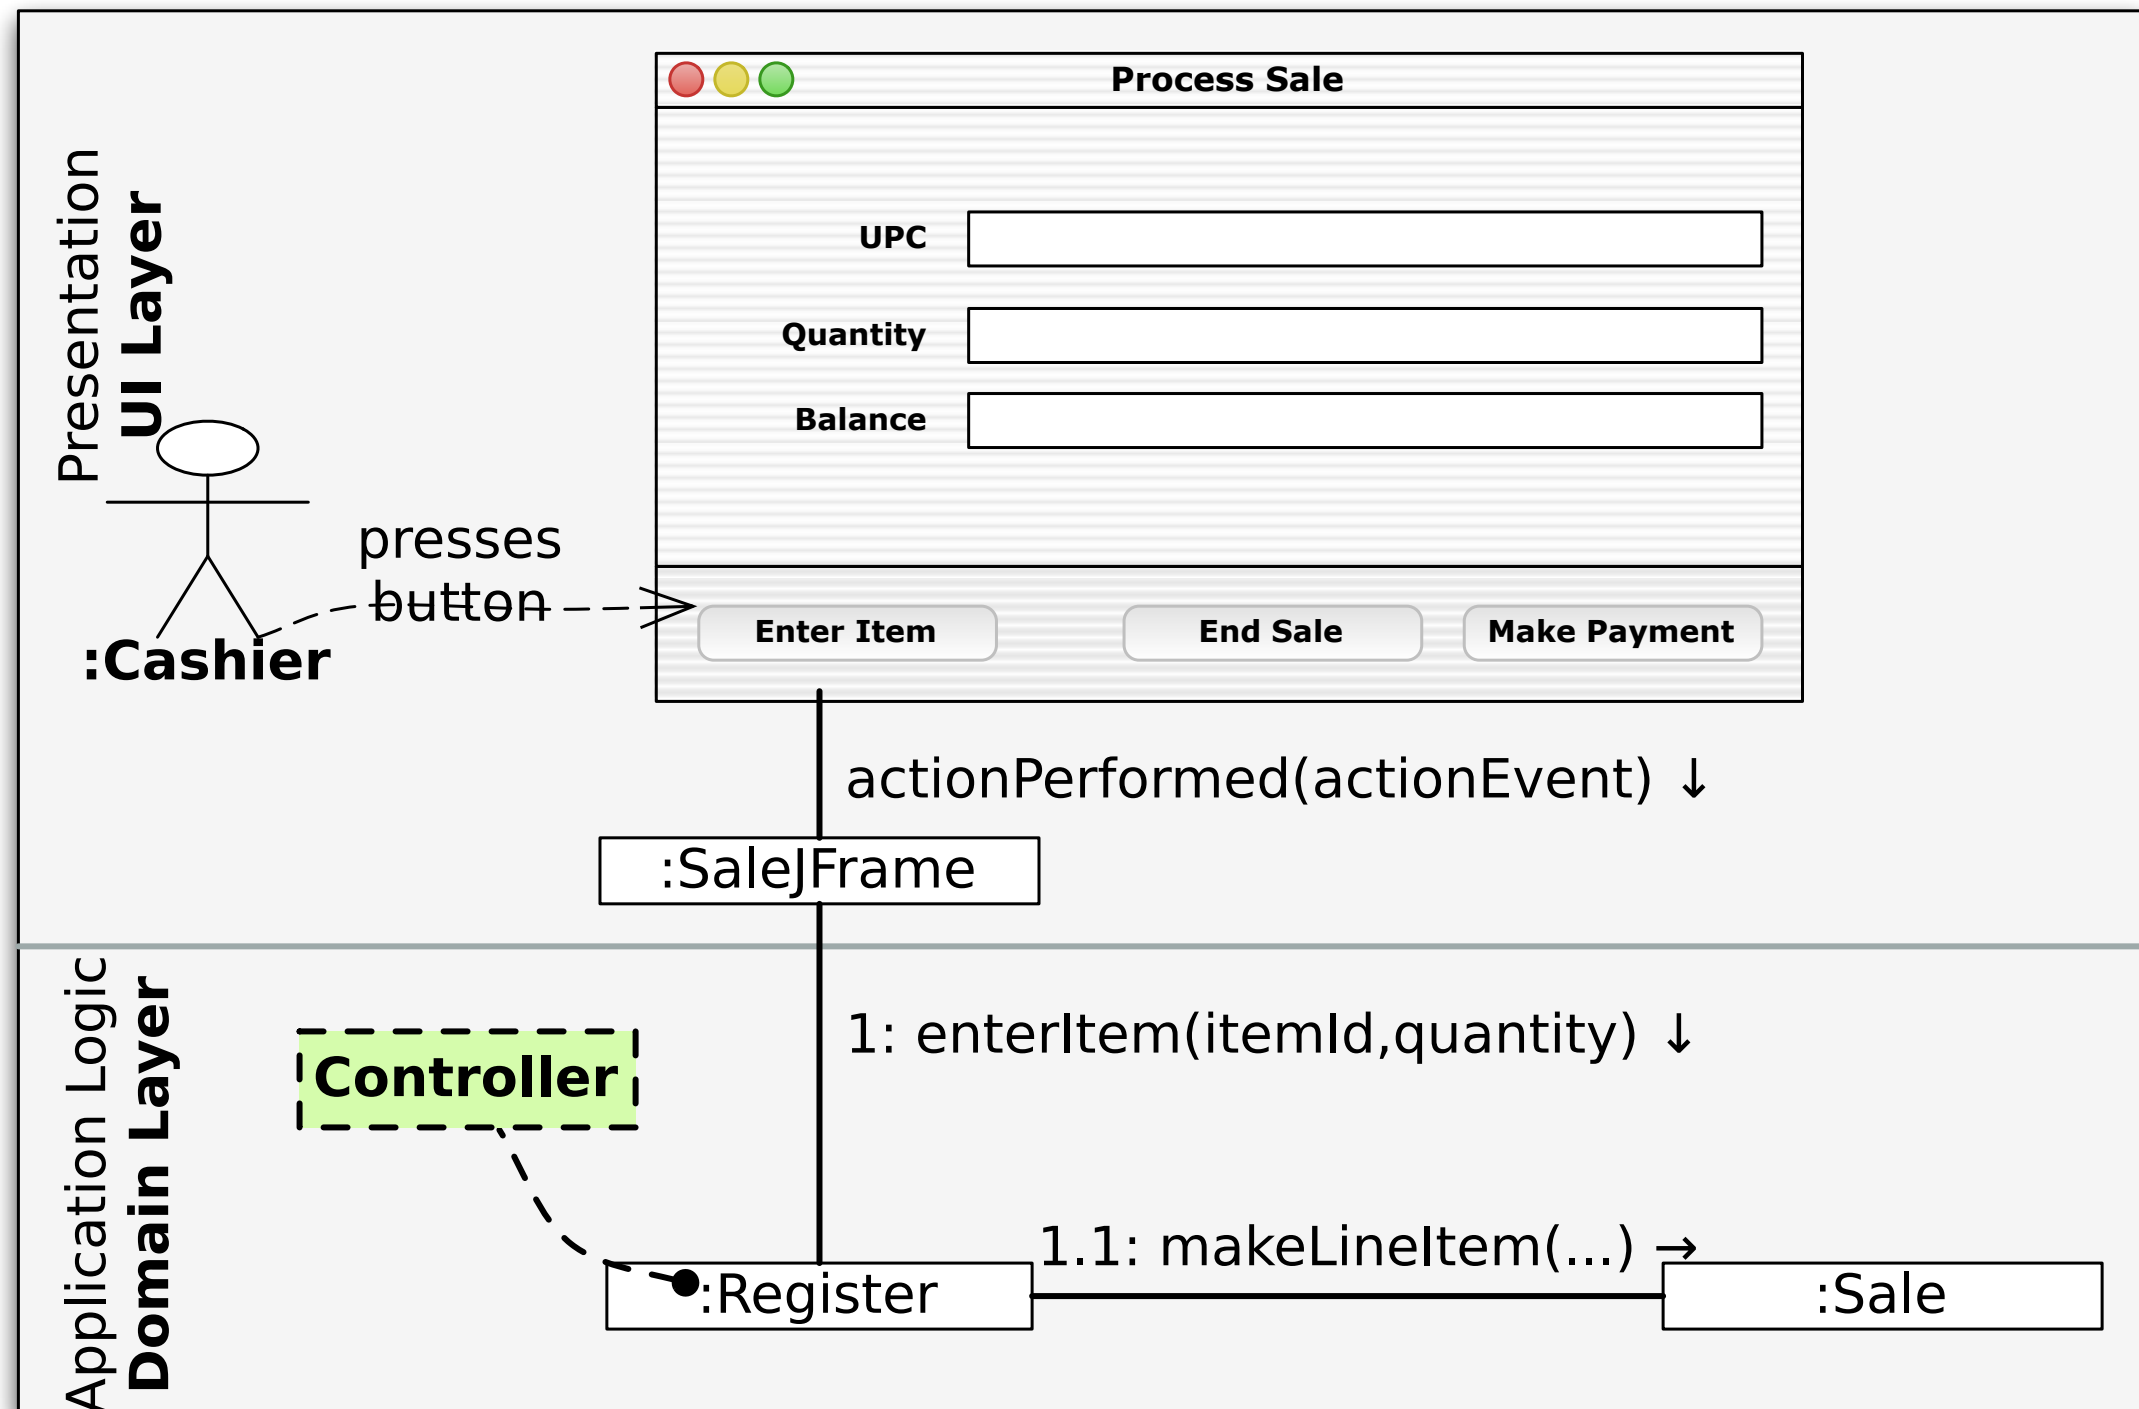 Process Sale
Presentation
UI Layer
UPC
Quantity
Balance
presses
button
Enter Item
End Sale
Make Payment
:Cashier
actionPerformed(actionEvent) ↓
:SaleJFrame
Application Logic
Domain Layer
1: enterItem(itemId,quantity) ↓
Controller
1.1: makeLineItem(...) →
:Register
:Sale